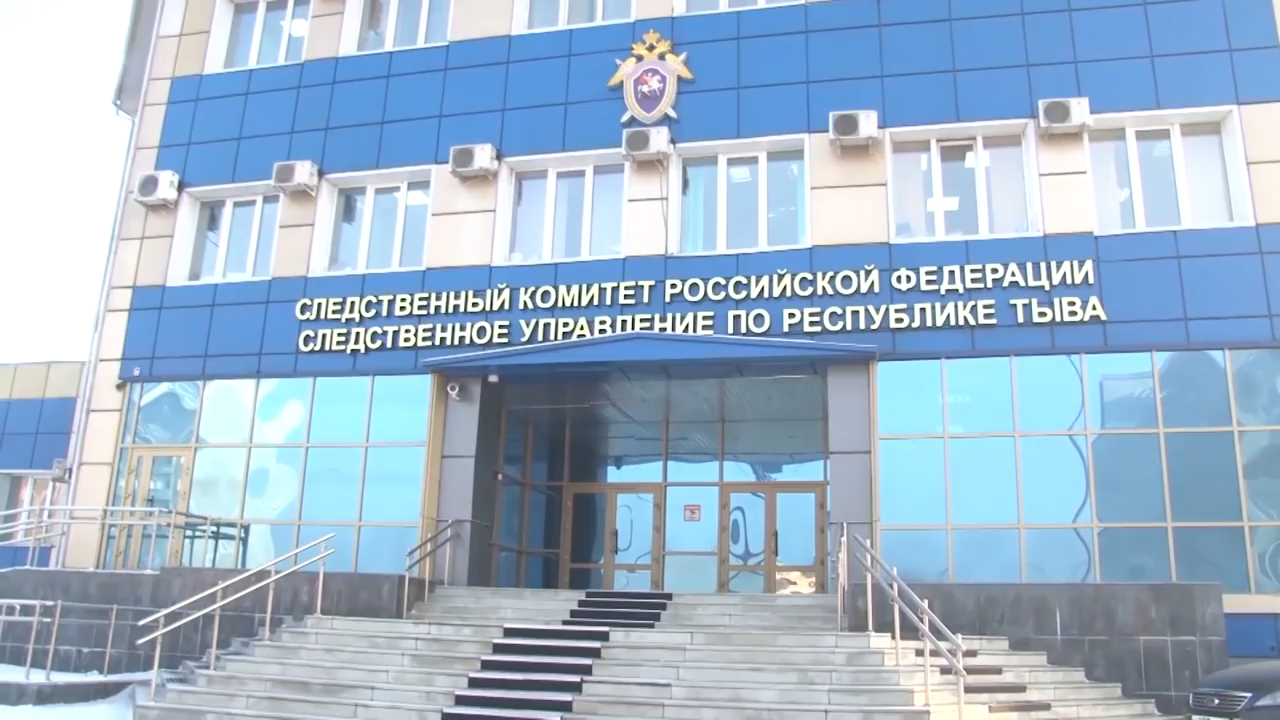 СЛЕДСТВЕННЫЙ КОМИТЕТ РОССИЙСКОЙ ФЕДЕРАЦИИ
СЛЕДСТВЕННОЕ УПРАВЛЕНИЕ ПО РЕСПУБЛИКЕ ТЫВА